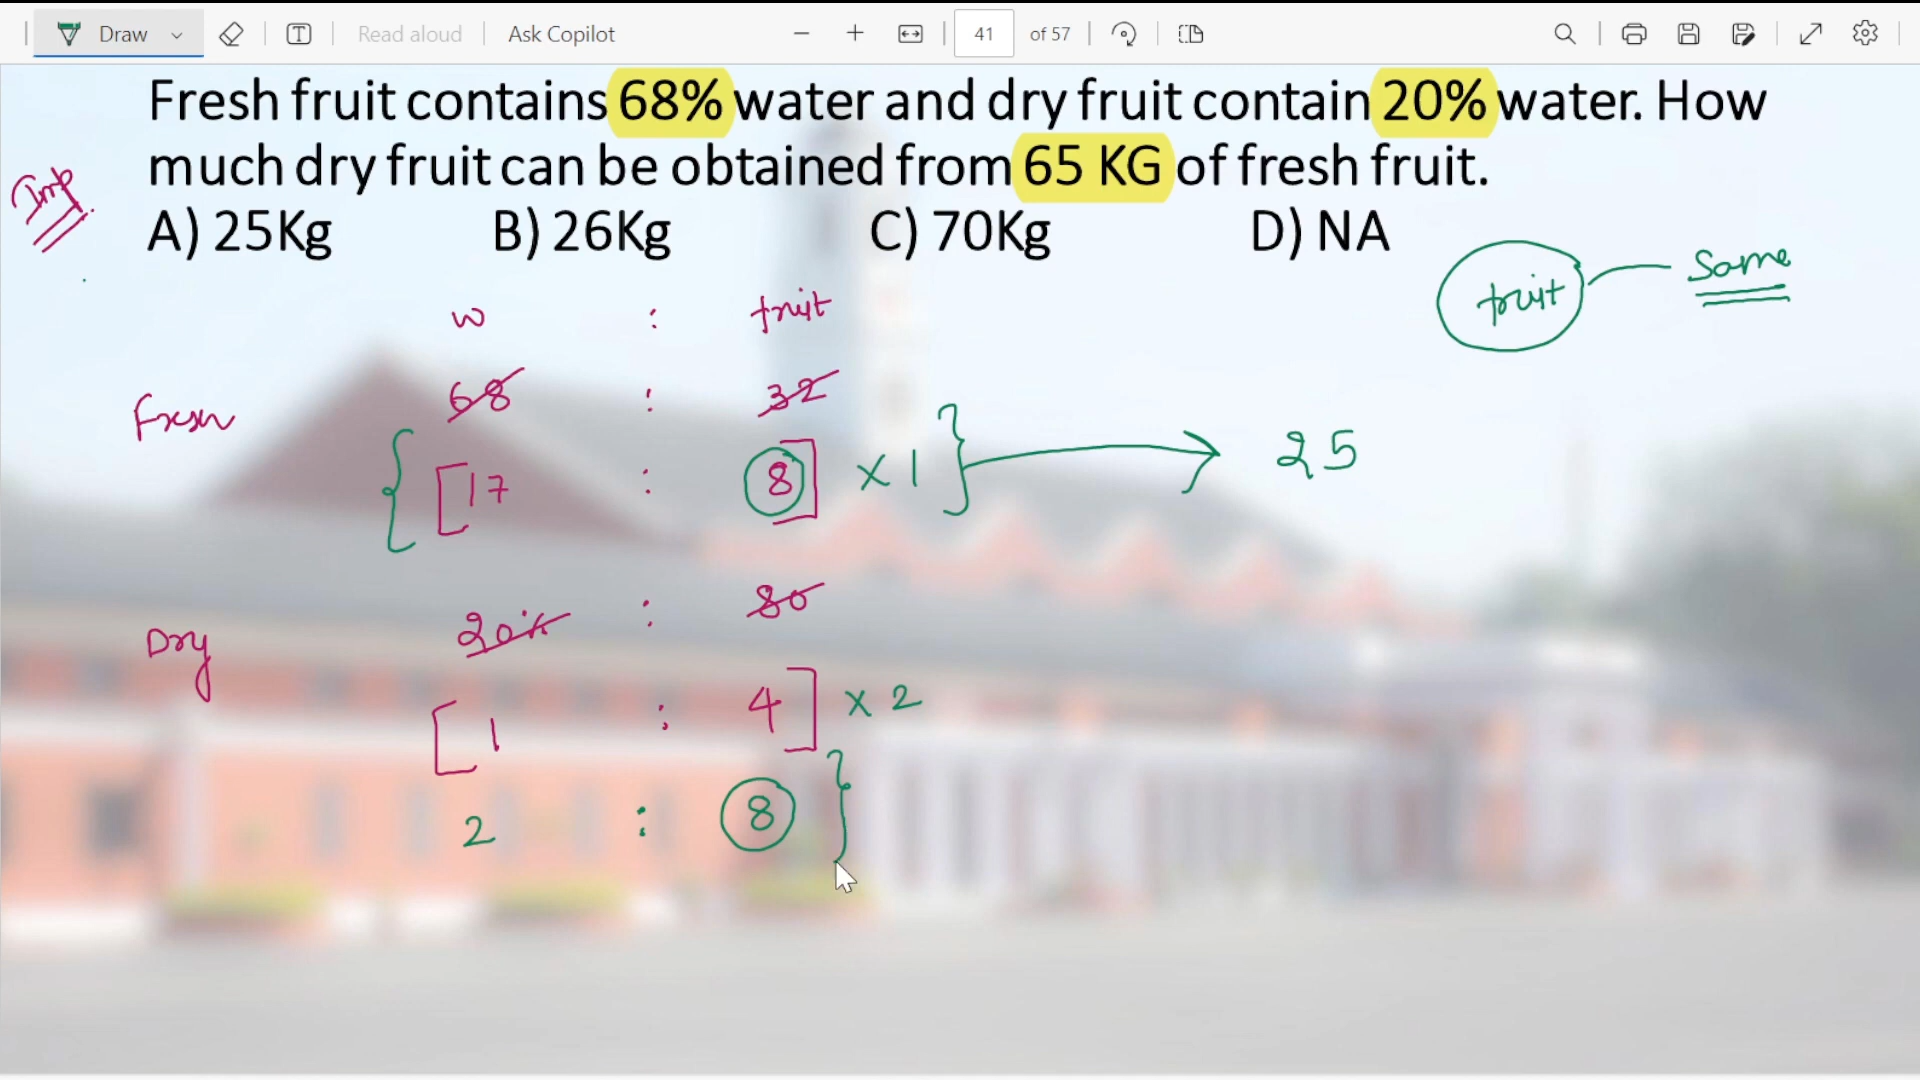 Draw
Read aloud
Ask Copilot
41 of 57
Fresh fruit contains 68% water and dry fruit contain 20% water. How
much dry fruit can be obtained from 65 KG of fresh fruit.
A) 25Kg B) 26Kg C) 70Kg D) NA
Imp
fruit Same
w : fruit
Fresh 68 : 32
[17 : 8] x 1 25
Dry 20% : 80
[1 : 4] x 2
2 : 8